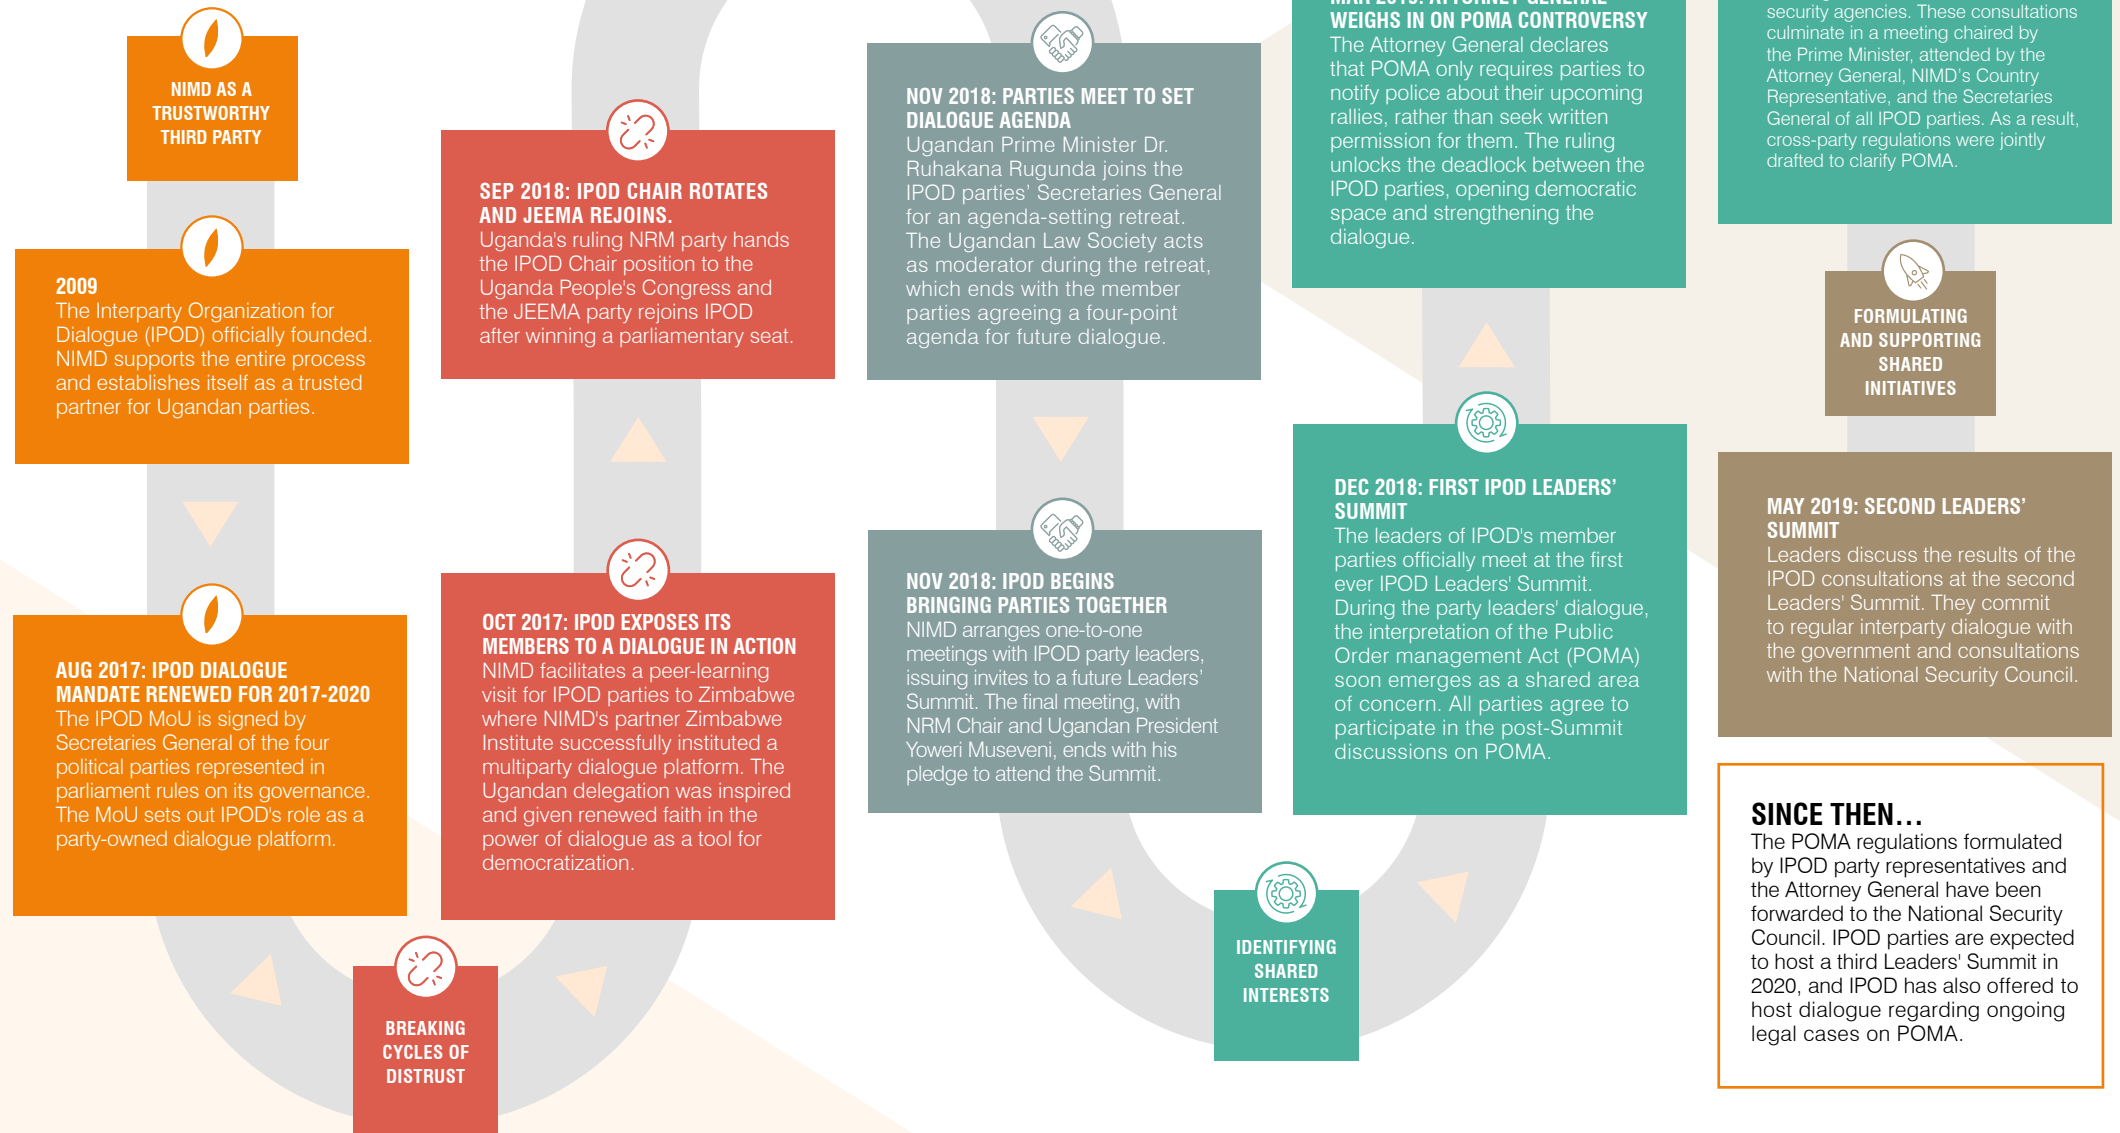 NIMD AS A
TRUSTWORTHY
THIRD PARTY
2009
The Interparty Organization for
Dialogue (IPOD) officially founded.
NIMD supports the entire process
and establishes itself as a trusted
partner for Ugandan parties.
AUG 2017: IPOD DIALOGUE
MANDATE RENEWED FOR 2017-2020
The IPOD MoU is signed by
Secretaries General of the four
political parties represented in
parliament rules on its governance.
The MoU sets out IPOD's role as a
party-owned dialogue platform.
BREAKING
CYCLES OF
DISTRUST
OCT 2017: IPOD EXPOSES ITS
MEMBERS TO A DIALOGUE IN ACTION
NIMD facilitates a peer-learning
visit for IPOD parties to Zimbabwe
where NIMD's partner Zimbabwe
Institute successfully instituted a
multiparty dialogue platform. The
Ugandan delegation was inspired
and given renewed faith in the
power of dialogue as a tool for
democratization.
SEP 2018: IPOD CHAIR ROTATES
AND JEEMA REJOINS.
Uganda's ruling NRM party hands
the IPOD Chair position to the
Uganda People's Congress and
the JEEMA party rejoins IPOD
after winning a parliamentary seat.
NOV 2018: PARTIES MEET TO SET
DIALOGUE AGENDA
Ugandan Prime Minister Dr.
Ruhakana Rugunda joins the
IPOD parties’ Secretaries General
for an agenda-setting retreat.
The Ugandan Law Society acts
as moderator during the retreat,
which ends with the member
parties agreeing a four-point
agenda for future dialogue.
NOV 2018: IPOD BEGINS
BRINGING PARTIES TOGETHER
NIMD arranges one-to-one
meetings with IPOD party leaders,
issuing invites to a future Leaders’
Summit. The final meeting, with
NRM Chair and Ugandan President
Yoweri Museveni, ends with his
pledge to attend the Summit.
IDENTIFYING
SHARED
INTERESTS
DEC 2018: FIRST IPOD LEADERS’
SUMMIT
The leaders of IPOD's member
parties officially meet at the first
ever IPOD Leaders' Summit.
During the party leaders' dialogue,
the interpretation of the Public
Order management Act (POMA)
soon emerges as a shared area
of concern. All parties agree to
participate in the post-Summit
discussions on POMA.
MAR 2019: ATTORNEY GENERAL
WEIGHS IN ON POMA CONTROVERSY
The Attorney General declares
that POMA only requires parties to
notify police about their upcoming
rallies, rather than seek written
permission for them. The ruling
unlocks the deadlock between the
IPOD parties, opening democratic
space and strengthening the
dialogue.
security agencies. These consultations
culminate in a meeting chaired by
the Prime Minister, attended by the
Attorney General, NIMD’s Country
Representative, and the Secretaries
General of all IPOD parties. As a result,
cross-party regulations were jointly
drafted to clarify POMA.
FORMULATING
AND SUPPORTING
SHARED
INITIATIVES
MAY 2019: SECOND LEADERS’
SUMMIT
Leaders discuss the results of the
IPOD consultations at the second
Leaders' Summit. They commit
to regular interparty dialogue with
the government and consultations
with the National Security Council.
SINCE THEN...
The POMA regulations formulated
by IPOD party representatives and
the Attorney General have been
forwarded to the National Security
Council. IPOD parties are expected
to host a third Leaders' Summit in
2020, and IPOD has also offered to
host dialogue regarding ongoing
legal cases on POMA.